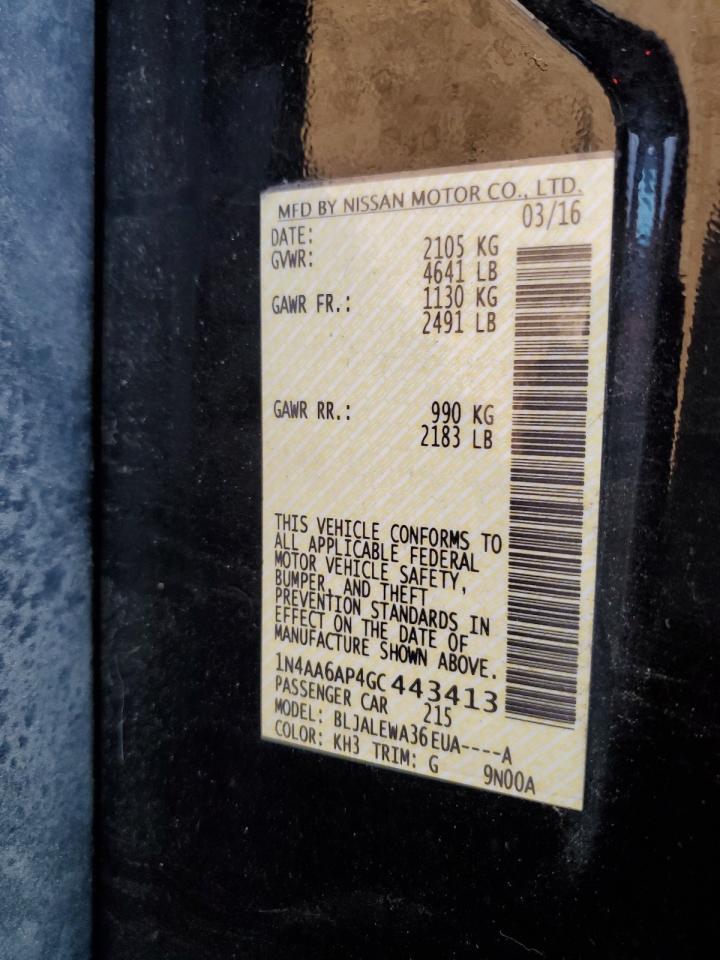 MFD BY NISSAN MOTOR CO., LTD.
DATE: 03/16
GVWR: 2105 KG
4641 LB
GAWR FR.: 1130 KG
2491 LB
GAWR RR.: 990 KG
2183 LB
THIS VEHICLE CONFORMS TO
ALL APPLICABLE FEDERAL
MOTOR VEHICLE SAFETY,
BUMPER, AND THEFT
PREVENTION STANDARDS IN
EFFECT ON THE DATE OF
MANUFACTURE SHOWN ABOVE.
1N4AA6AP4GC443413
PASSENGER CAR 215
MODEL: BLJALEWA36EUA----A
COLOR: KH3 TRIM: G 9N00A